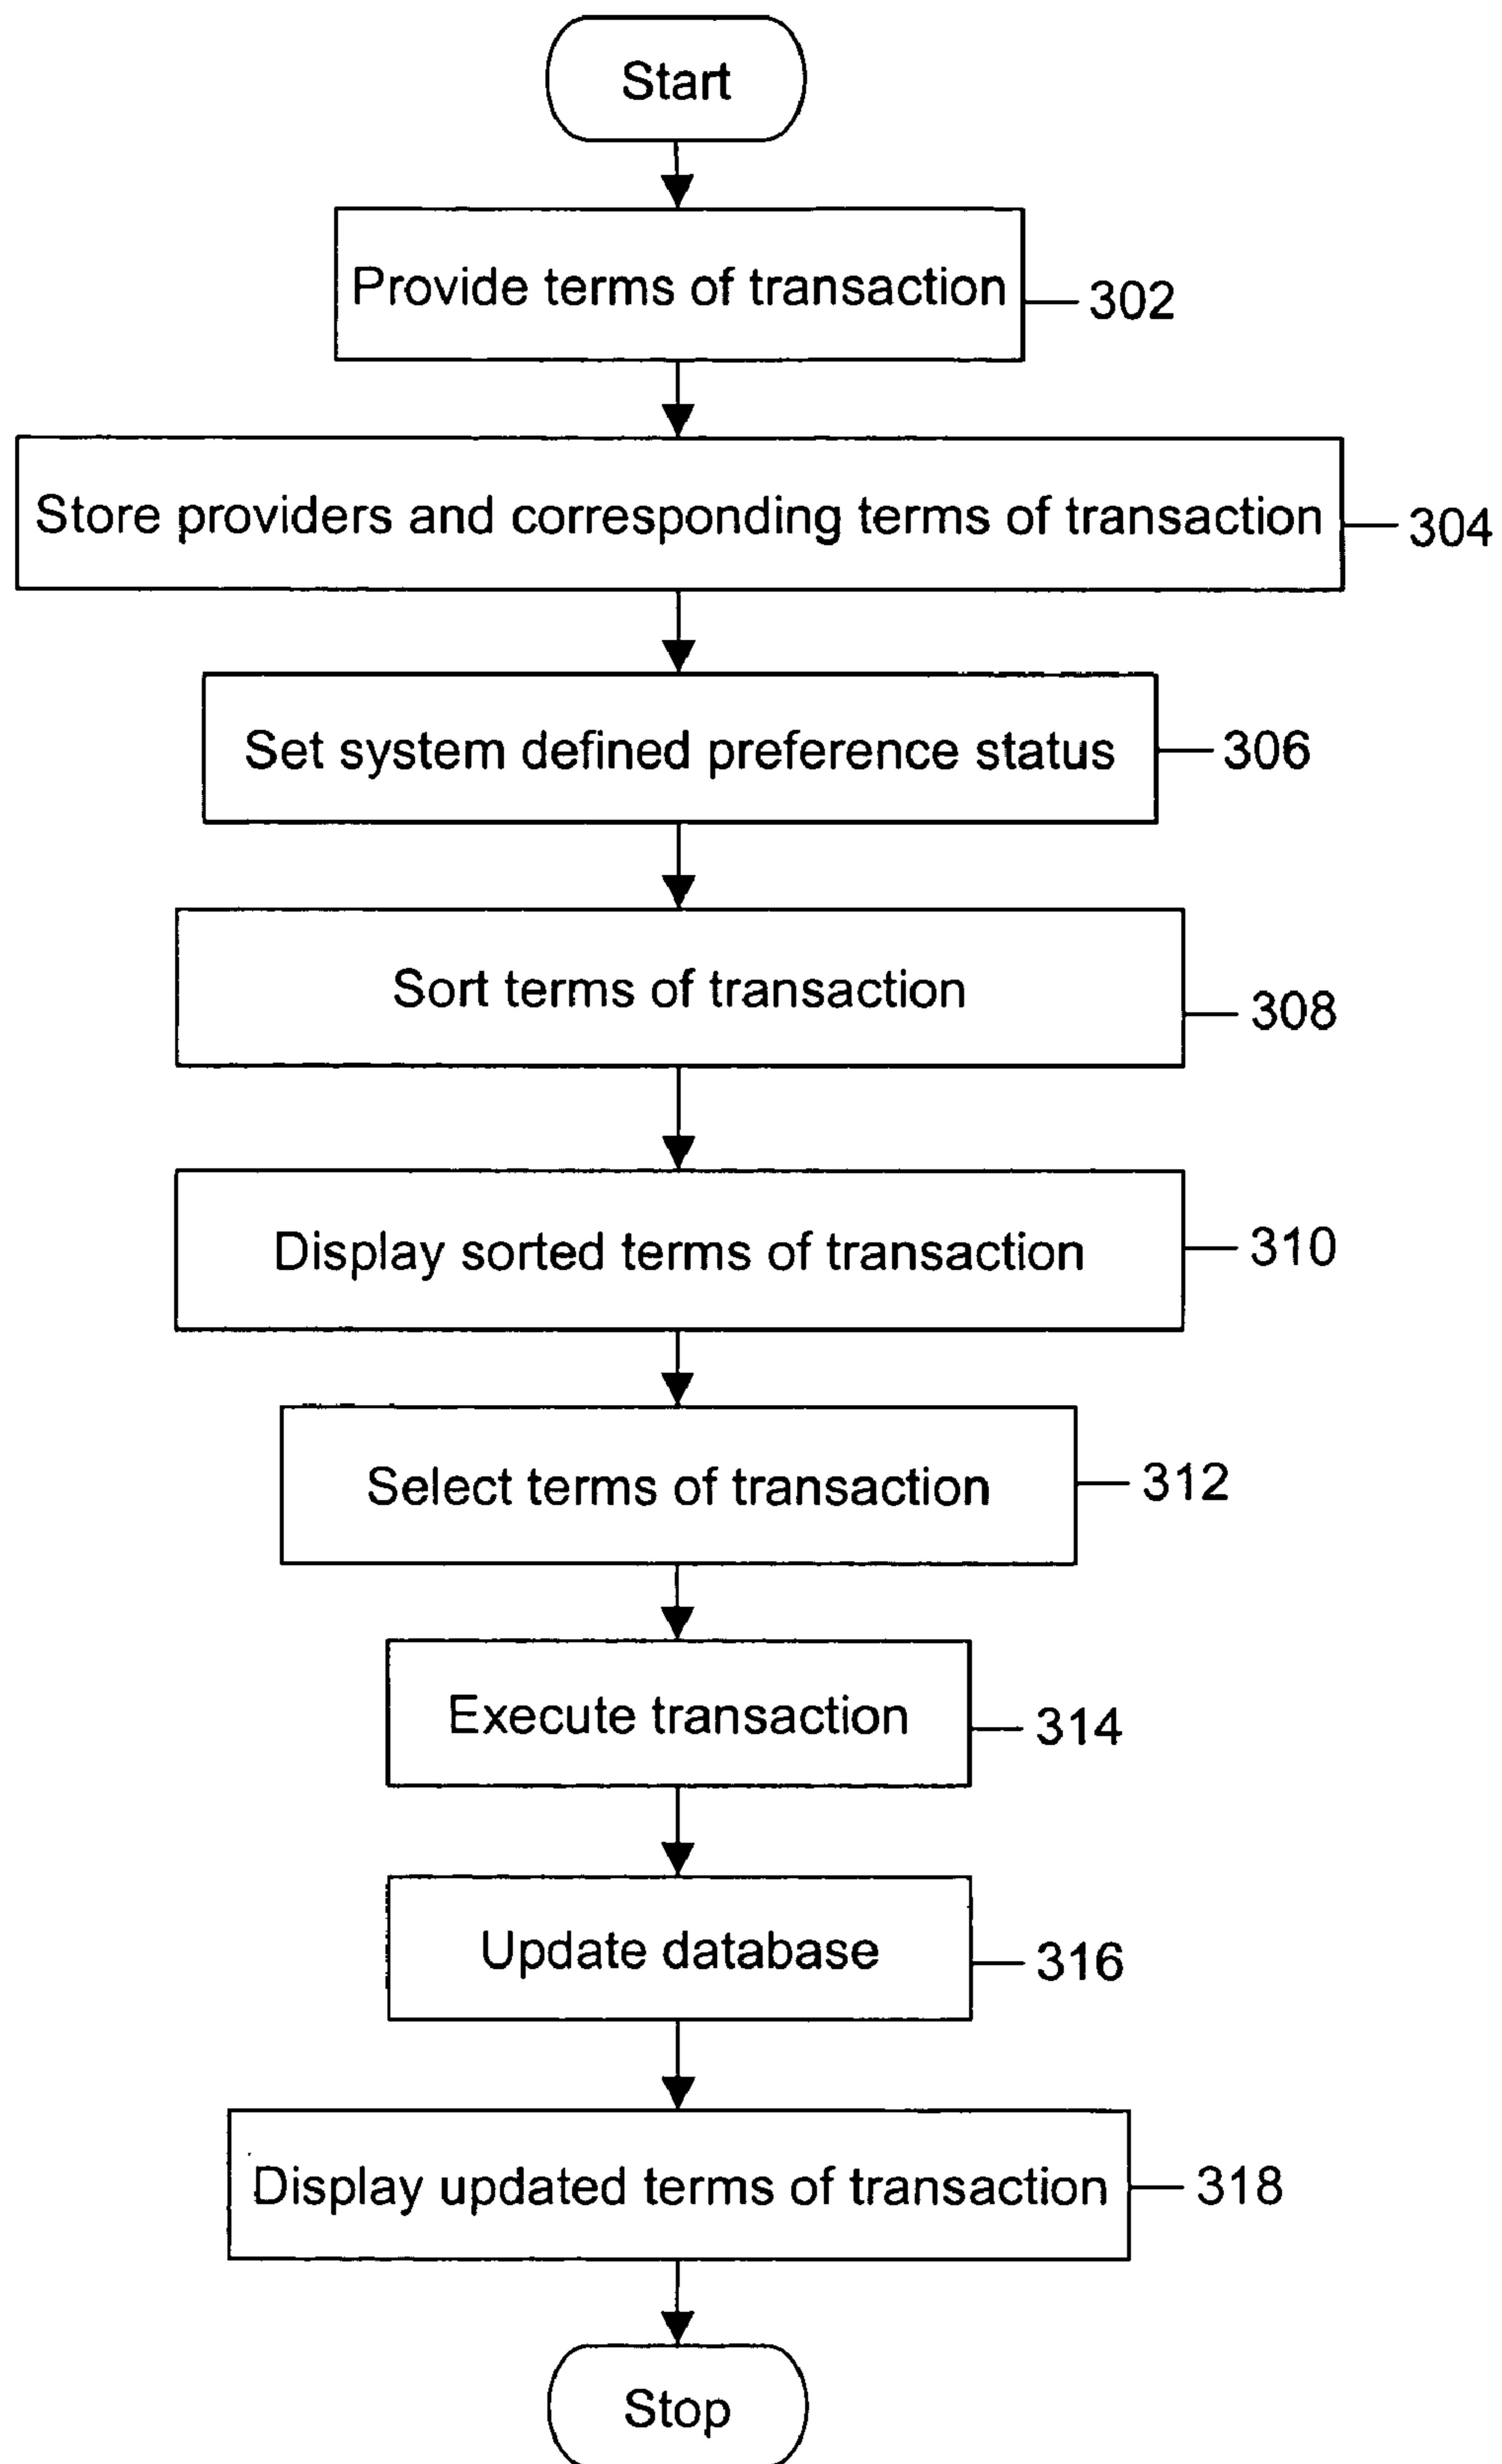 Start
Provide terms of transaction
302
Store providers and corresponding terms of transaction
304
Set system defined preference status
306
Sort terms of transaction
308
Display sorted terms of transaction
310
Select terms of transaction
312
Execute transaction
314
Update database
316
Display updated terms of transaction
318
Stop